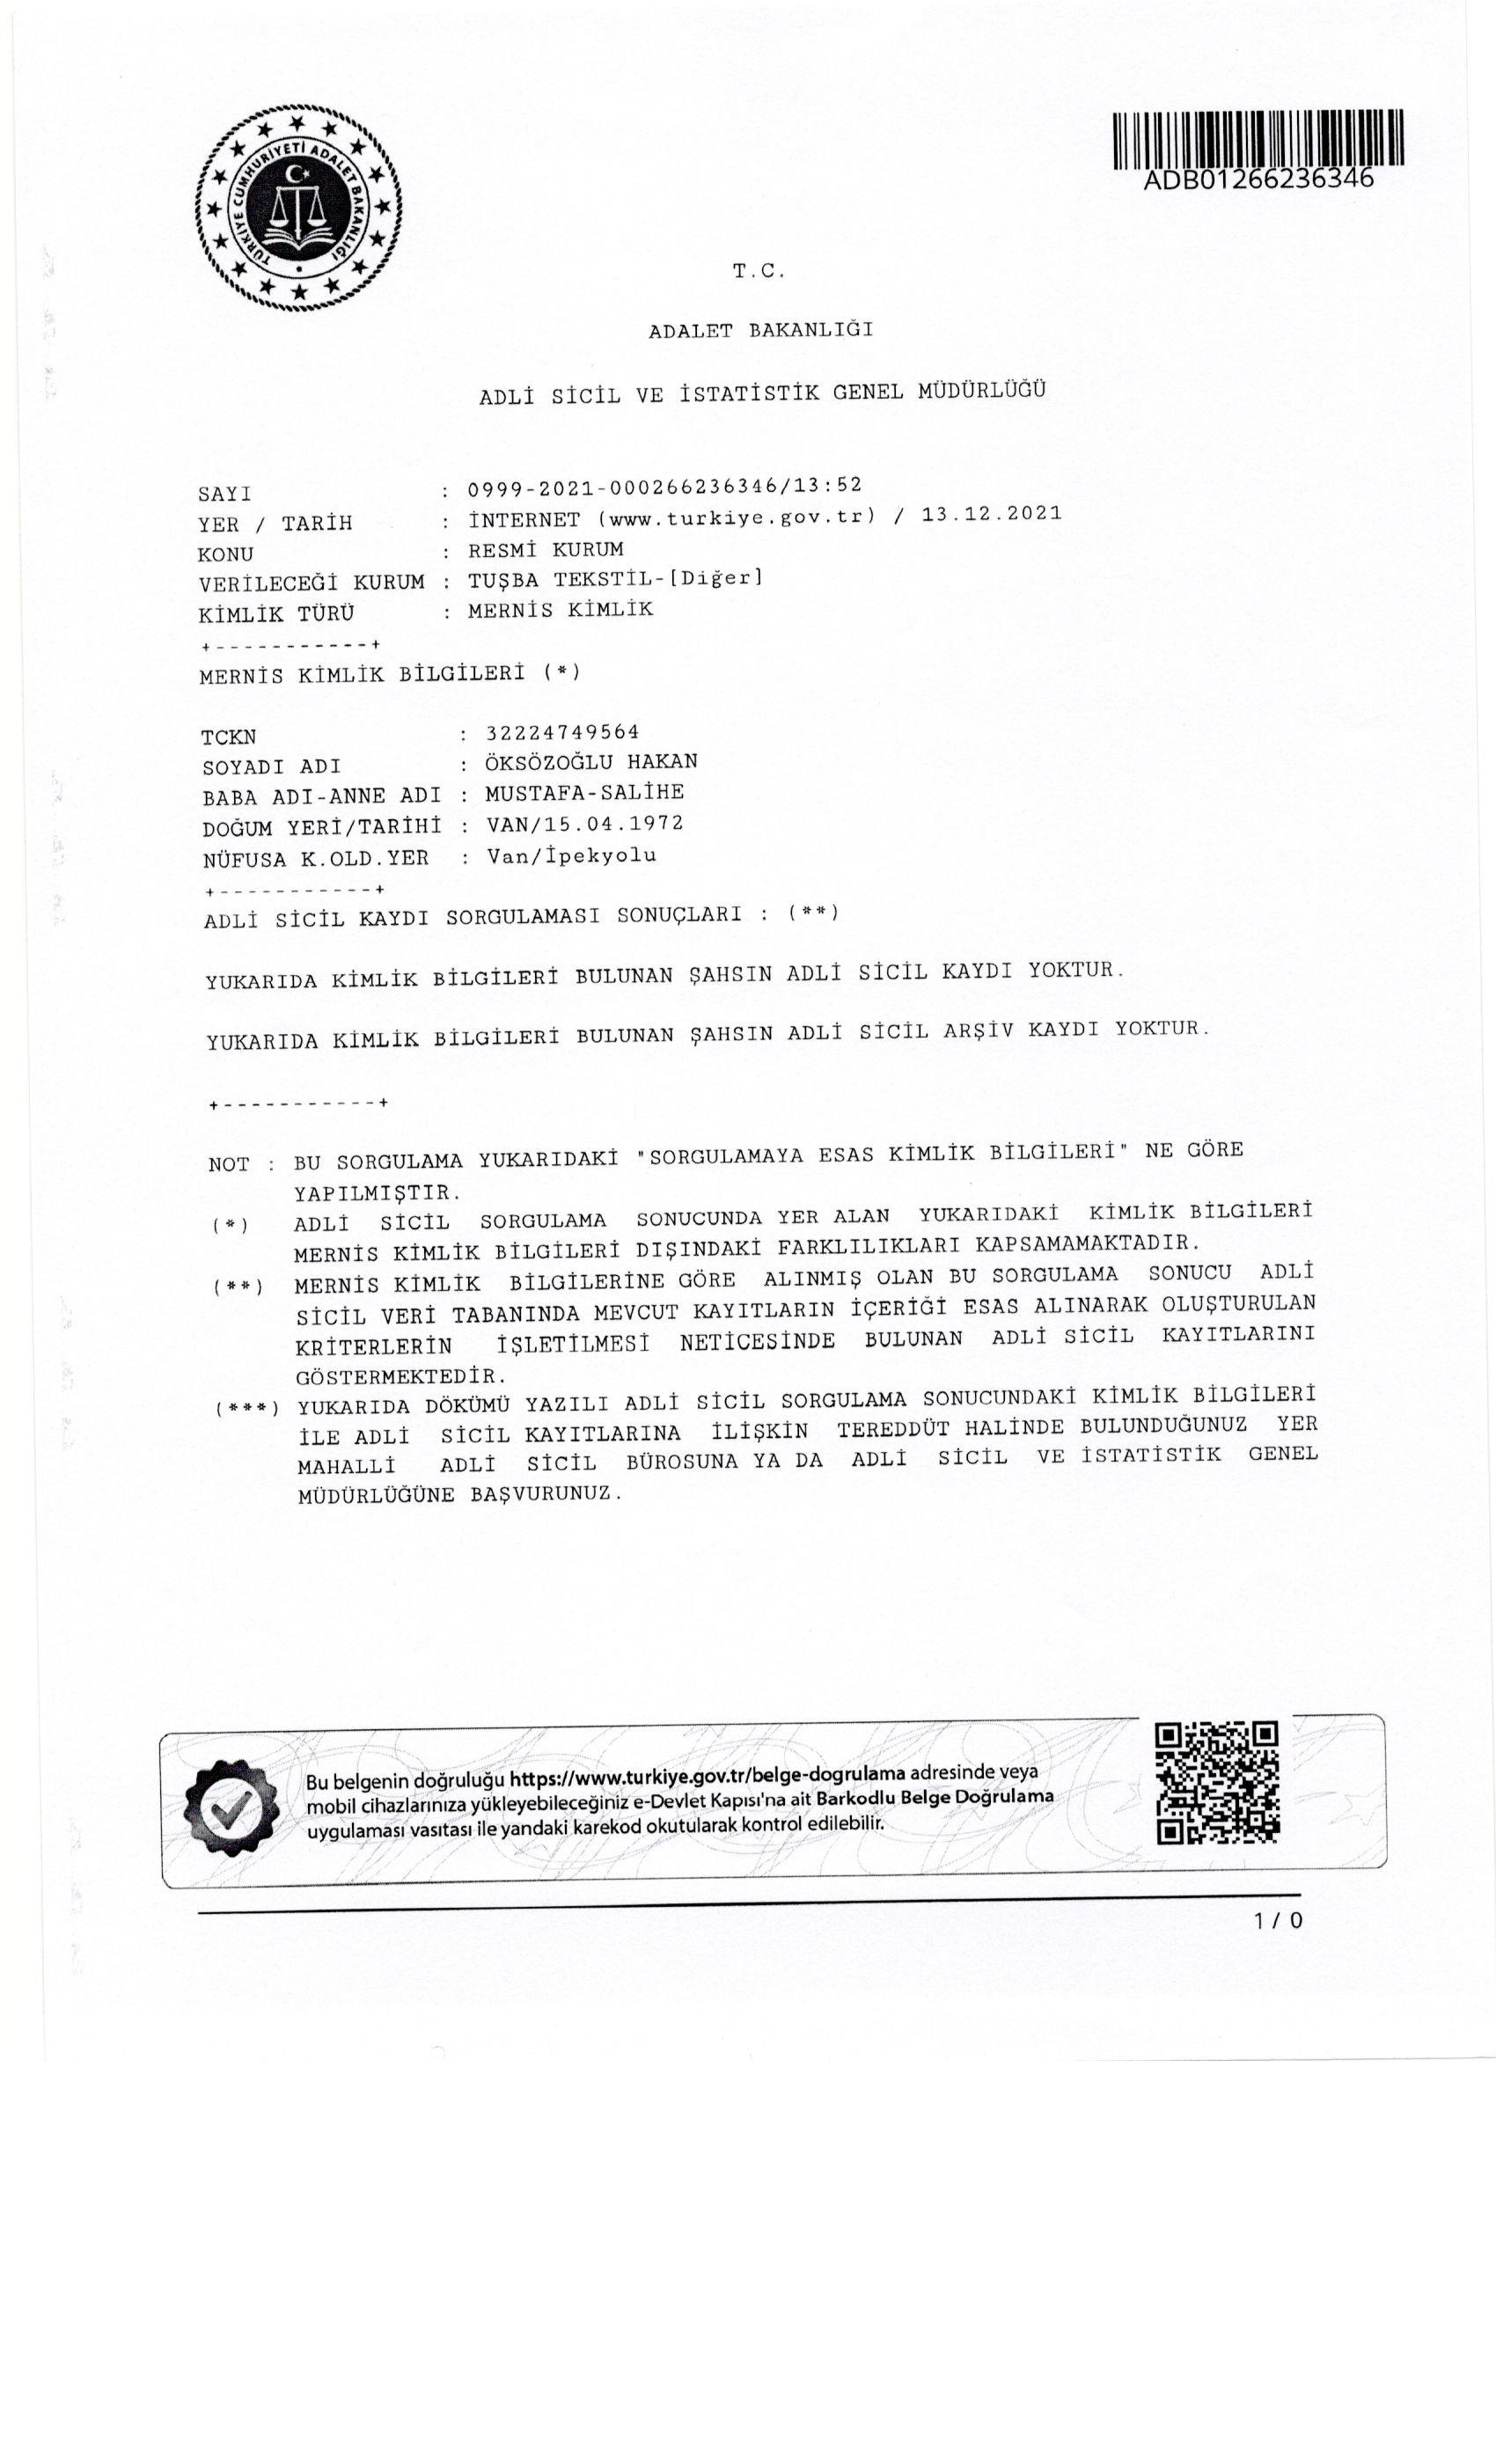 TÜRKİYE CUMHURİYETİ ADALET BAKANLIĞI
ADB01266236346
T.C.
ADALET BAKANLIĞI
ADLİ SİCİL VE İSTATİSTİK GENEL MÜDÜRLÜĞÜ
SAYI : 0999-2021-000266236346/13:52
YER / TARİH : İNTERNET (www.turkiye.gov.tr) / 13.12.2021
KONU : RESMİ KURUM
VERİLECEĞİ KURUM : TUŞBA TEKSTİL-[Diğer]
KİMLİK TÜRÜ : MERNİS KİMLİK
+-----------+
MERNİS KİMLİK BİLGİLERİ (*)
TCKN : 32224749564
SOYADI ADI : ÖKSÖZOĞLU HAKAN
BABA ADI-ANNE ADI : MUSTAFA-SALİHE
DOĞUM YERİ/TARİHİ : VAN/15.04.1972
NÜFUSA K.OLD.YER : Van/İpekyolu
+-----------+
ADLİ SİCİL KAYDI SORGULAMASI SONUÇLARI : (**)
YUKARIDA KİMLİK BİLGİLERİ BULUNAN ŞAHSIN ADLİ SİCİL KAYDI YOKTUR.
YUKARIDA KİMLİK BİLGİLERİ BULUNAN ŞAHSIN ADLİ SİCİL ARŞİV KAYDI YOKTUR.
+-----------+
NOT : BU SORGULAMA YUKARIDAKİ "SORGULAMAYA ESAS KİMLİK BİLGİLERİ" NE GÖRE
YAPILMIŞTIR.
(*) ADLİ SİCİL SORGULAMA SONUCUNDA YER ALAN YUKARIDAKİ KİMLİK BİLGİLERİ
MERNİS KİMLİK BİLGİLERİ DIŞINDAKİ FARKLILIKLARI KAPSAMAMAKTADIR.
(**) MERNİS KİMLİK BİLGİLERİNE GÖRE ALINMIŞ OLAN BU SORGULAMA SONUCU ADLİ
SİCİL VERİ TABANINDA MEVCUT KAYITLARIN İÇERİĞİ ESAS ALINARAK OLUŞTURULAN
KRİTERLERİN İŞLETİLMESİ NETİCESİNDE BULUNAN ADLİ SİCİL KAYITLARINI
GÖSTERMEKTEDİR.
(***) YUKARIDA DÖKÜMÜ YAZILI ADLİ SİCİL SORGULAMA SONUCUNDAKİ KİMLİK BİLGİLERİ
İLE ADLİ SİCİL KAYITLARINA İLİŞKİN TEREDDÜT HALİNDE BULUNDUĞUNUZ YER
MAHALLİ ADLİ SİCİL BÜROSUNA YA DA ADLİ SİCİL VE İSTATİSTİK GENEL
MÜDÜRLÜĞÜNE BAŞVURUNUZ.
Bu belgenin doğruluğu https://www.turkiye.gov.tr/belge-dogrulama adresinde veya
mobil cihazlarınıza yükleyebileceğiniz e-Devlet Kapısı'na ait Barkodlu Belge Doğrulama
uygulaması vasıtası ile yandaki karekod okutularak kontrol edilebilir.
1 / 0